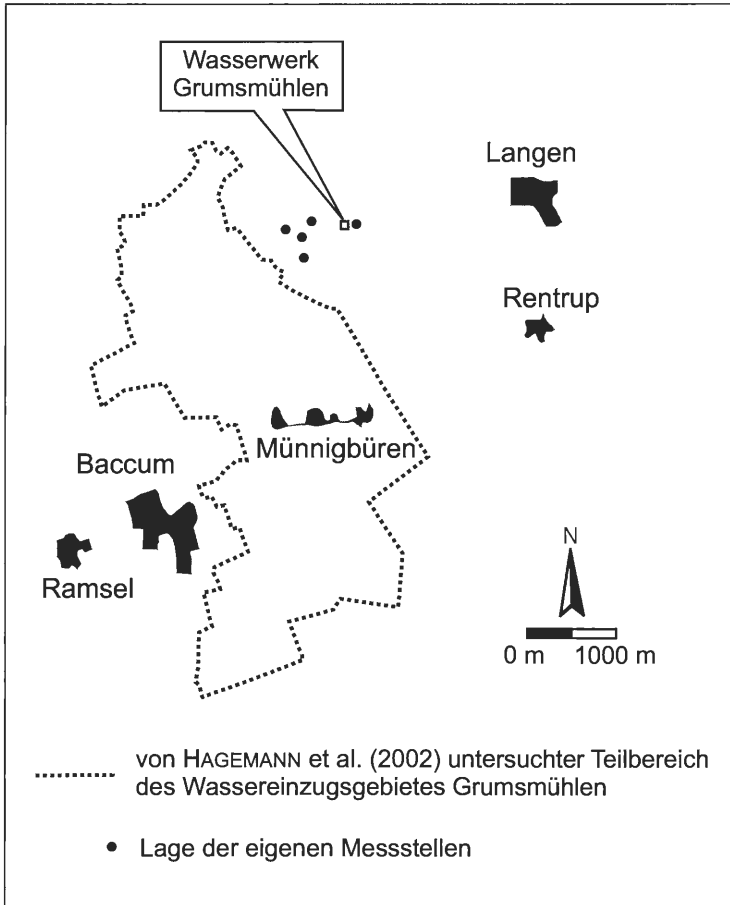 Wasserwerk
Grumsmühlen
Langen
Rentrup
Münnigbüren
Baccum
Ramsel
N
0 m 1000 m
von HAGEMANN et al. (2002) untersuchter Teilbereich
des Wassereinzugsgebietes Grumsmühlen
Lage der eigenen Messstellen